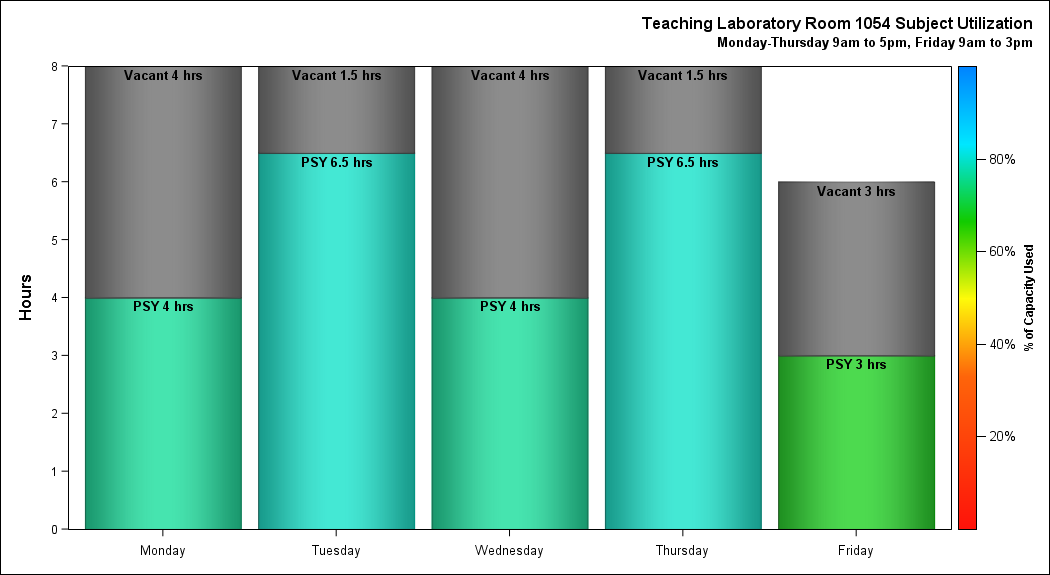 Teaching Laboratory Room 1054 Subject Utilization
Monday-Thursday 9am to 5pm, Friday 9am to 3pm
Hours
8
7
6
5
4
3
2
1
0
Vacant 4 hrs
PSY 4 hrs
Vacant 1.5 hrs
PSY 6.5 hrs
Vacant 4 hrs
PSY 4 hrs
Vacant 1.5 hrs
PSY 6.5 hrs
Vacant 3 hrs
PSY 3 hrs
Monday
Tuesday
Wednesday
Thursday
Friday
80%
60%
40%
20%
% of Capacity Used